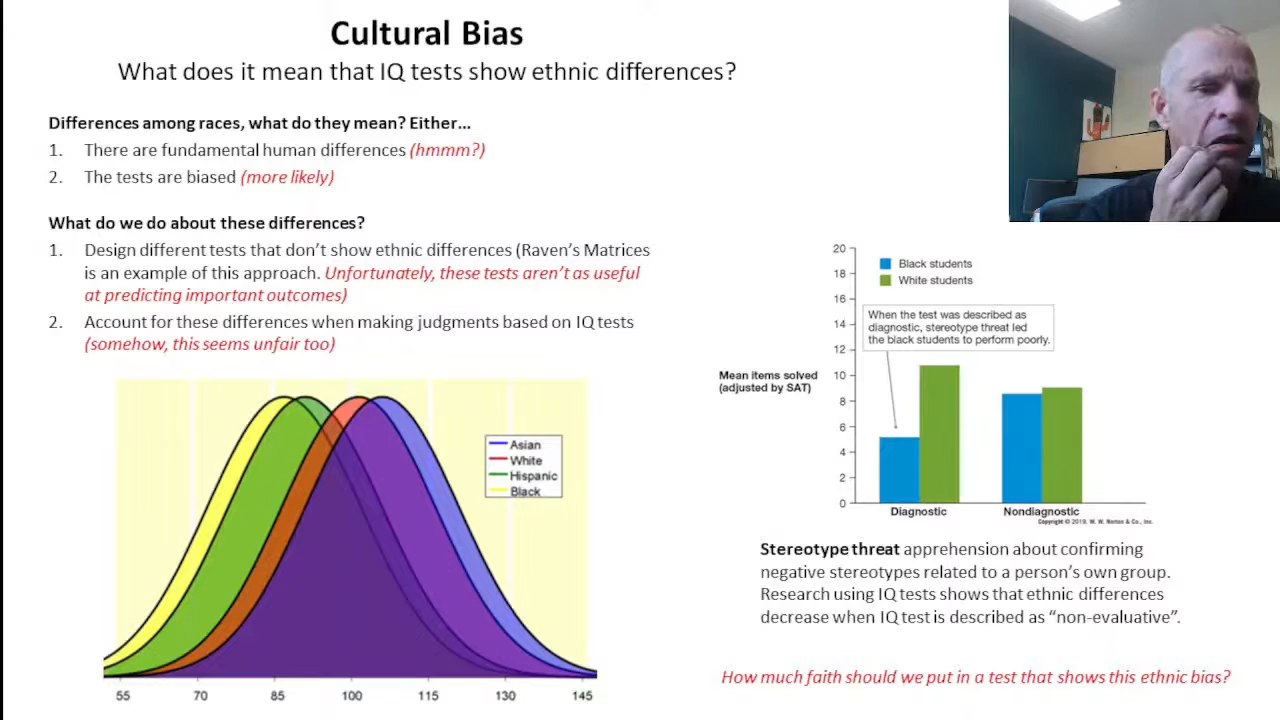 Cultural Bias
What does it mean that IQ tests show ethnic differences?
Differences among races, what do they mean? Either...
1. There are fundamental human differences (hmmm?)
2. The tests are biased (more likely)
What do we do about these differences?
1. Design different tests that don't show ethnic differences (Raven's Matrices
is an example of this approach. Unfortunately, these tests aren't as useful
at predicting important outcomes)
2. Account for these differences when making judgments based on IQ tests
(somehow, this seems unfair too)
Asian
White
Hispanic
Black
55 70 85 100 115 130 145
20
18
16
14
12
10
8
6
4
2
0
Black students
White students
When the test was described as
diagnostic, stereotype threat led
the black students to perform poorly.
Mean items solved
(adjusted by SAT)
Diagnostic Nondiagnostic
Copyright © 2019, W. W. Norton & Co., Inc.
Stereotype threat apprehension about confirming
negative stereotypes related to a person's own group.
Research using IQ tests shows that ethnic differences
decrease when IQ test is described as "non-evaluative".
How much faith should we put in a test that shows this ethnic bias?